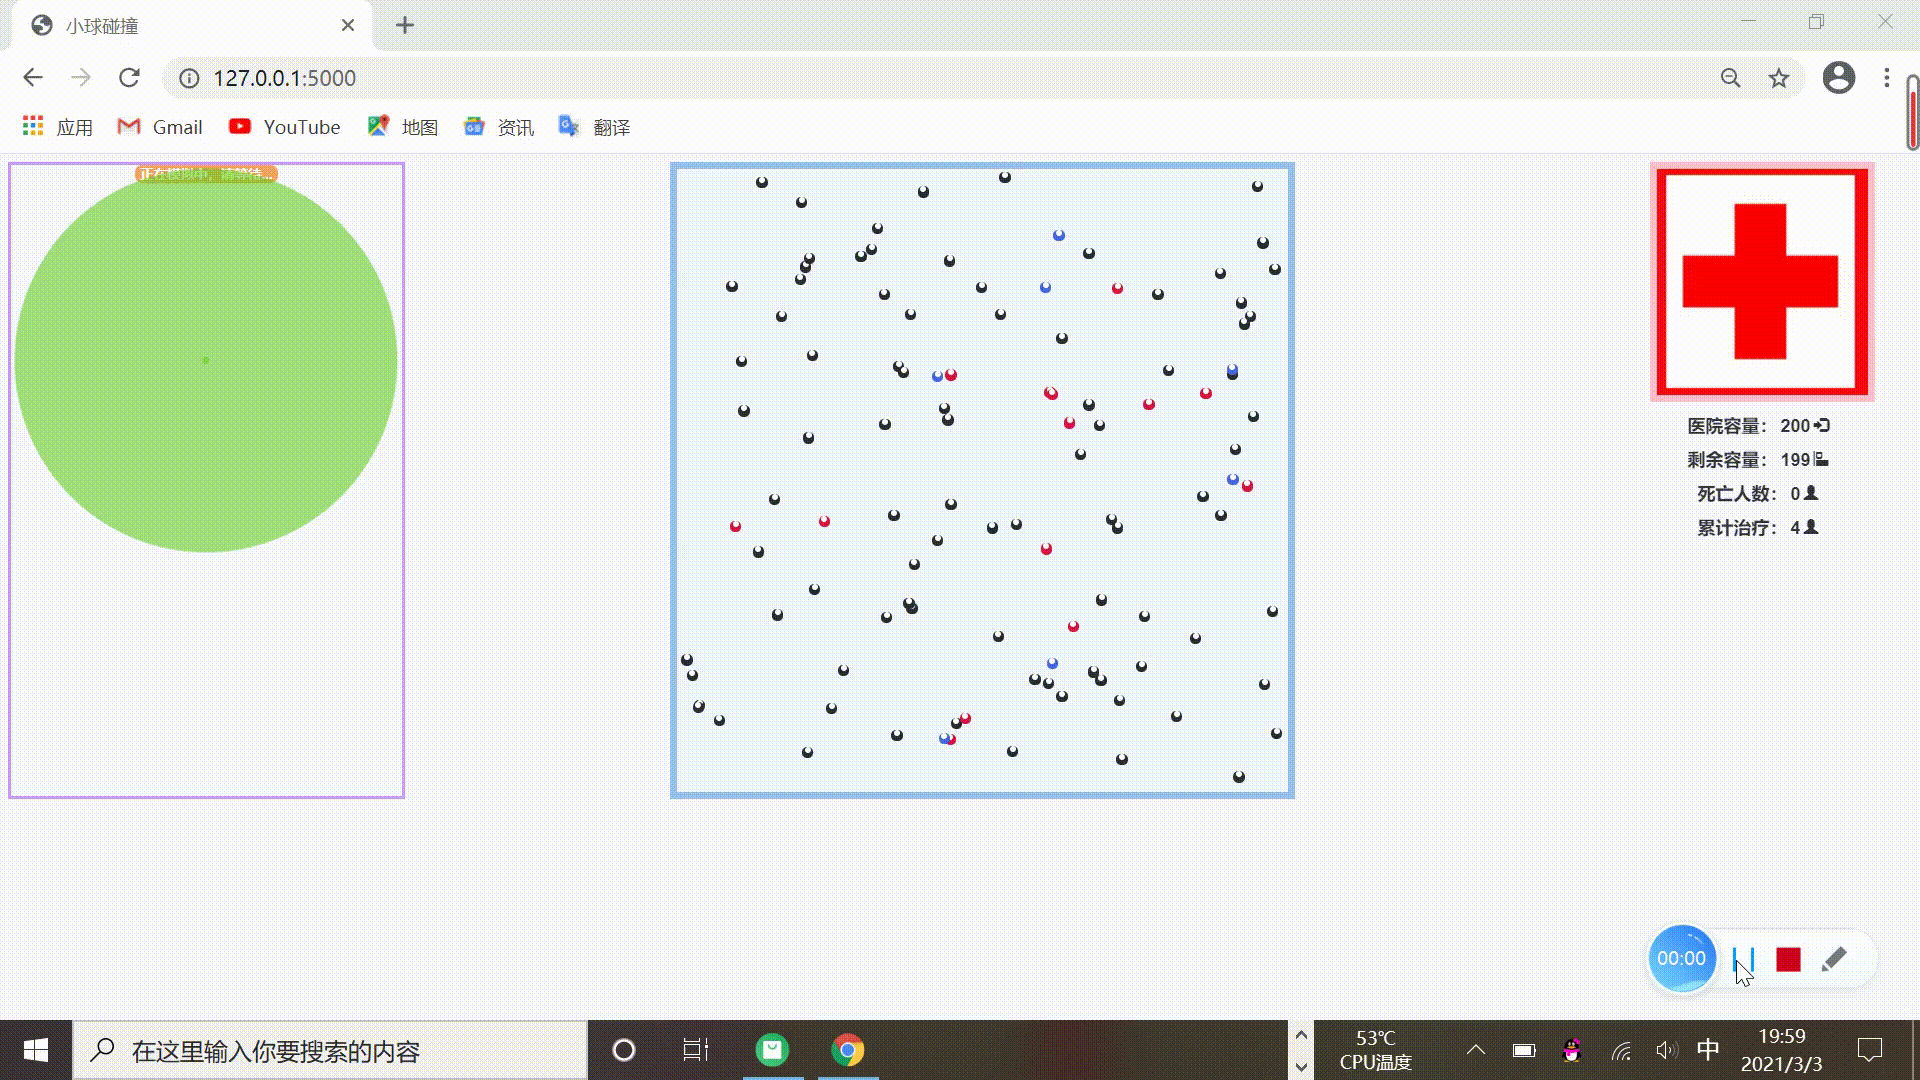 小球碰撞
127.0.0.1:5000
应用 Gmail YouTube 地图 资讯 翻译
正在模拟中，请等待...
医院容量： 200
剩余容量： 199
死亡人数： 0
累计治疗： 4
00:00
在这里输入你要搜索的内容
53℃
CPU温度
中
19:59
2021/3/3